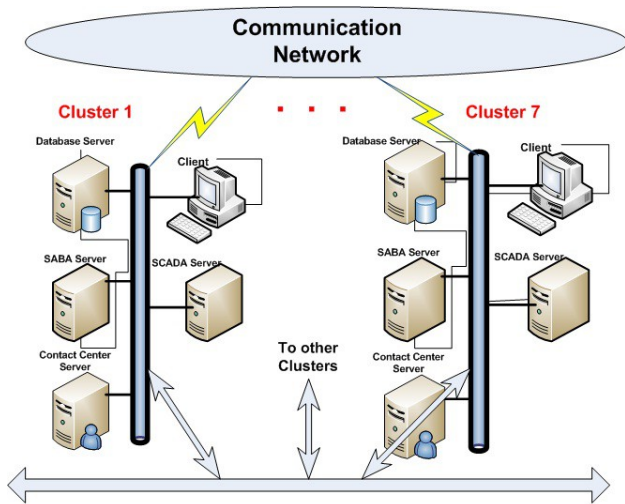 Communication
Network
Cluster 1
. . .
Cluster 7
Database Server
Client
SABA Server
SCADA Server
Contact Center
Server
Database Server
Client
SABA Server
SCADA Server
Contact Center
Server
To other
Clusters